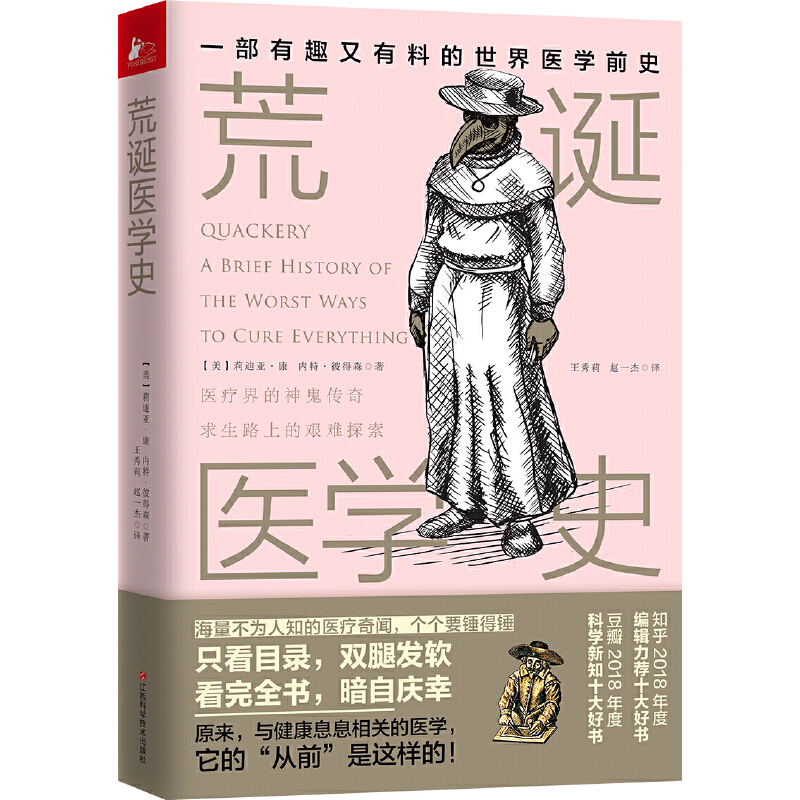 一部有趣又有料的世界医学前史
荒诞
QUACKERY
A BRIEF HISTORY OF
THE WORST WAYS
TO CURE EVERYTHING
【美】莉迪亚·康 内特·彼得森◎著
王秀莉 赵一杰◎译
医疗界的神鬼传奇
求生路上的艰难探索
医学史
海量不为人知的医疗奇闻，个个要锤得锤
只看目录，双腿发软
看完全书，暗自庆幸
原来，与健康息息相关的医学，
它的“从前”是这样的！
知乎2018年度
编辑力荐十大好书
豆瓣2018年度
科学新知十大好书
荒诞医学史
【美】莉迪亚·康 内特·彼得森◎著
王秀莉 赵一杰◎译
江西科学技术出版社